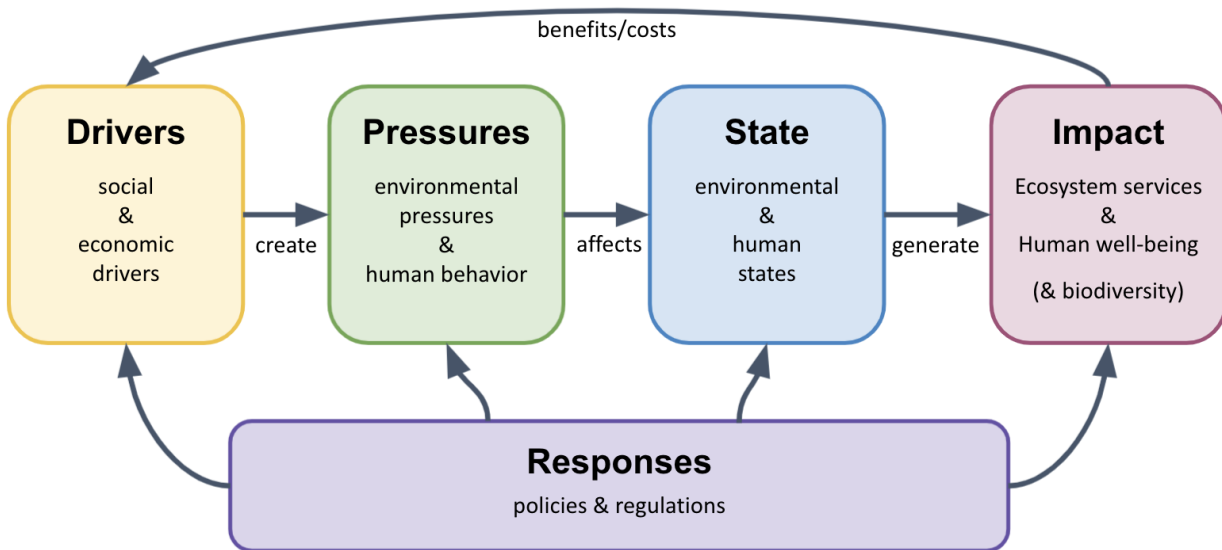 benefits/costs
Drivers
social
&
economic
drivers
create
Pressures
environmental
pressures
&
human behavior
affects
State
environmental
&
human
states
generate
Impact
Ecosystem services
&
Human well-being
(& biodiversity)
Responses
policies & regulations